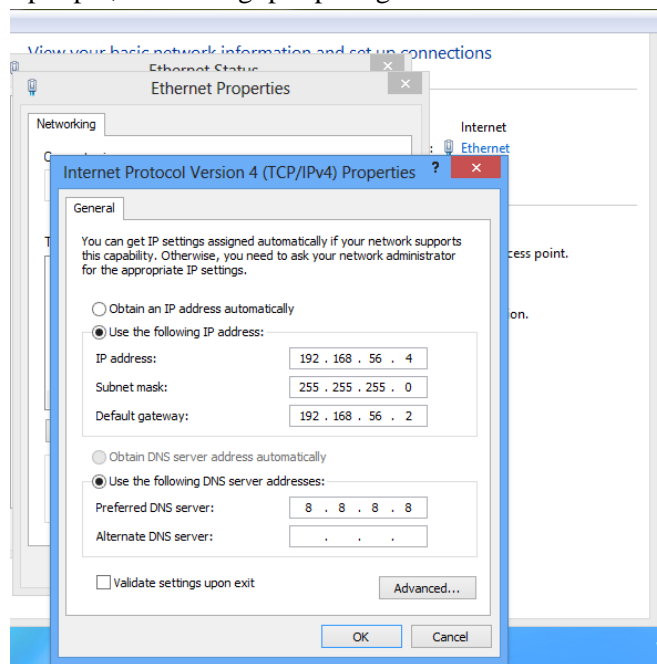 View your basic network information and set up connections
Ethernet Status
Ethernet Properties
Networking
Internet
Ethernet
Internet Protocol Version 4 (TCP/IPv4) Properties ?
General
You can get IP settings assigned automatically if your network supports
this capability. Otherwise, you need to ask your network administrator
for the appropriate IP settings.
cess point.
on.
Obtain an IP address automatically
Use the following IP address:
IP address: 192 . 168 . 56 . 4
Subnet mask: 255 . 255 . 255 . 0
Default gateway: 192 . 168 . 56 . 2
Obtain DNS server address automatically
Use the following DNS server addresses:
Preferred DNS server: 8 . 8 . 8 . 8
Alternate DNS server: . . .
Validate settings upon exit
Advanced...
OK Cancel